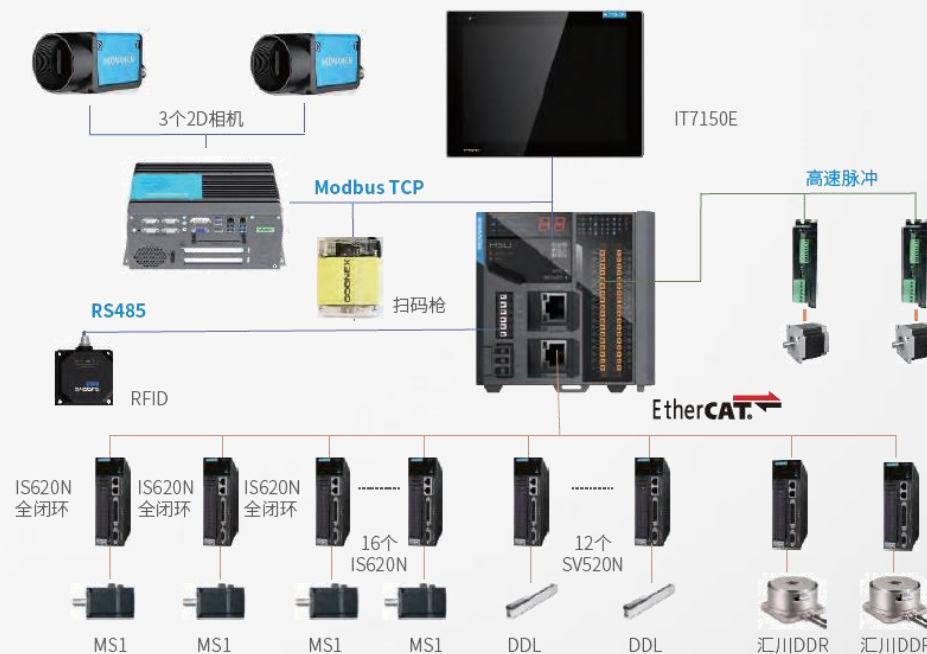 3个2D相机
IT7150E
Modbus TCP
高速脉冲
H5U
COGNEX
扫码枪
RS485
RFID
EtherCAT
IS620N
全闭环
IS620N
全闭环
IS620N
全闭环
16个
IS620N
12个
SV520N
MS1
MS1
MS1
MS1
DDL
DDL
汇川DDR
汇川DDR